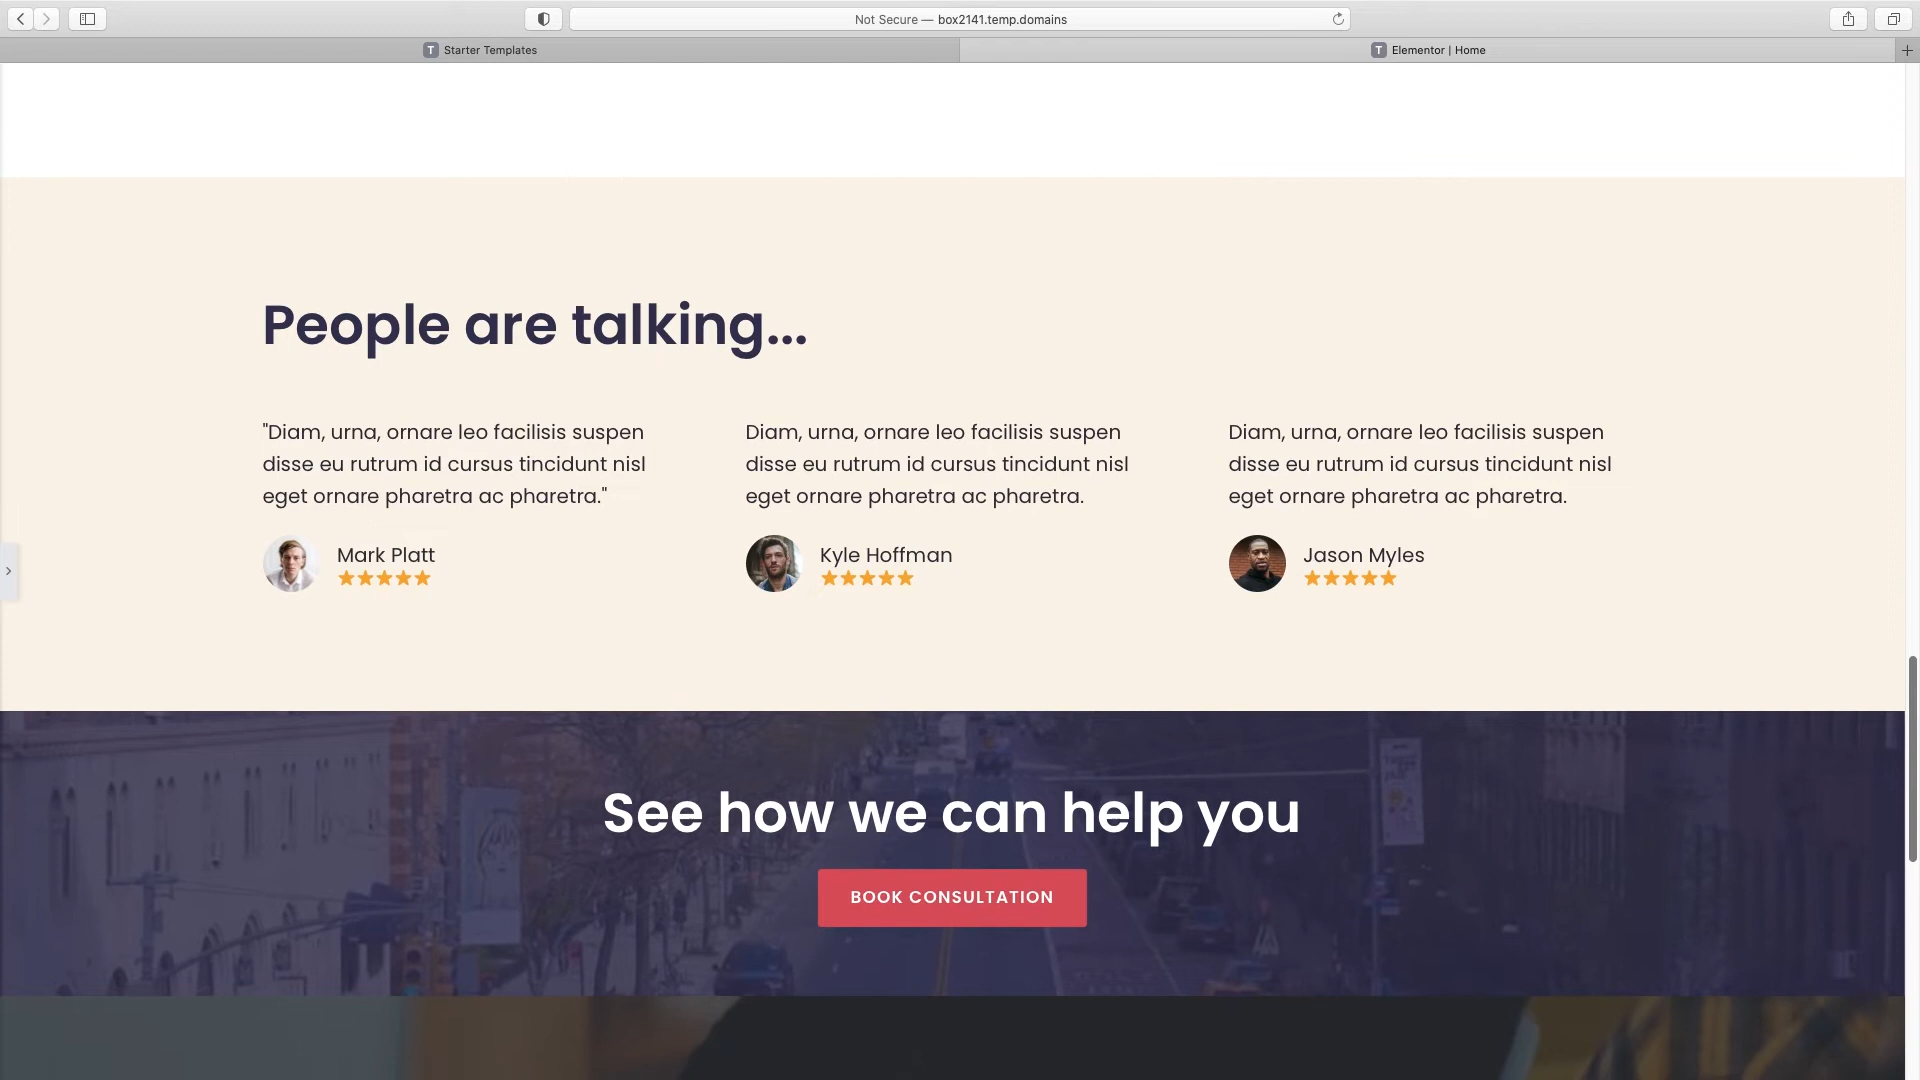 Not Secure — box2141.temp.domains
T Starter Templates
T Elementor | Home
People are talking...
"Diam, urna, ornare leo facilisis suspen
disse eu rutrum id cursus tincidunt nisl
eget ornare pharetra ac pharetra."
Mark Platt
Diam, urna, ornare leo facilisis suspen
disse eu rutrum id cursus tincidunt nisl
eget ornare pharetra ac pharetra.
Kyle Hoffman
Diam, urna, ornare leo facilisis suspen
disse eu rutrum id cursus tincidunt nisl
eget ornare pharetra ac pharetra.
Jason Myles
See how we can help you
BOOK CONSULTATION